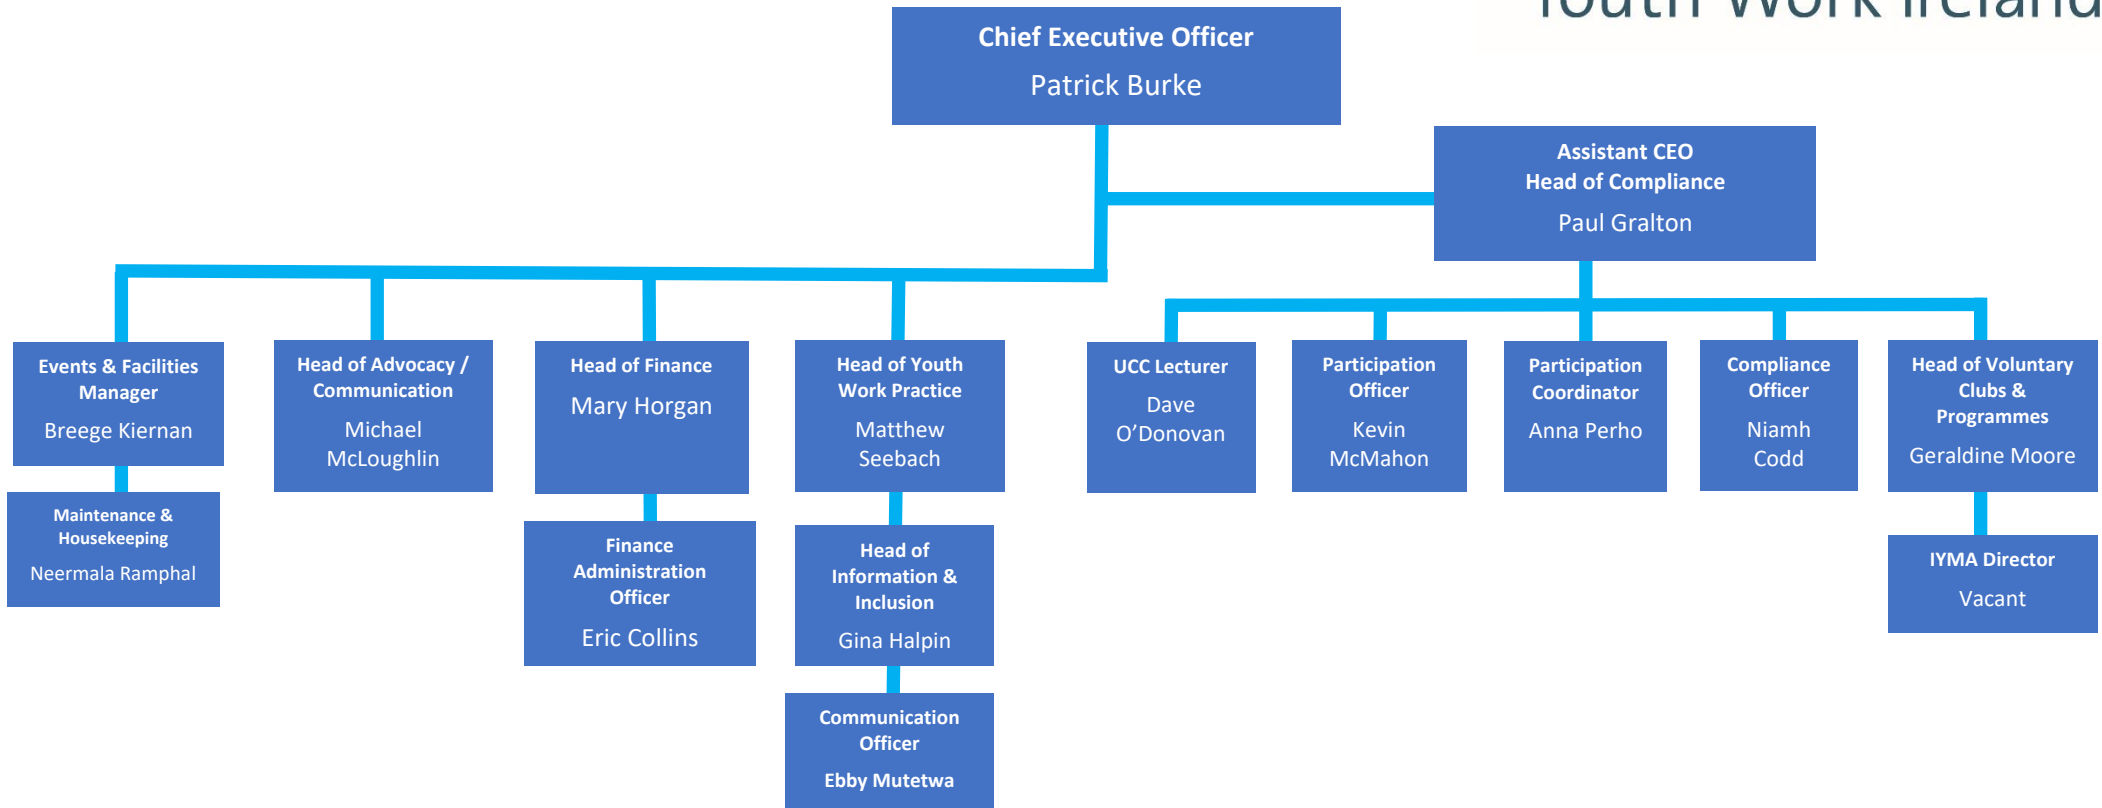 Youth Work Ireland
Chief Executive Officer
Patrick Burke
Assistant CEO
Head of Compliance
Paul Gralton
Events & Facilities
Manager
Breege Kiernan
Head of Advocacy /
Communication
Michael
McLoughlin
Head of Finance
Mary Horgan
Head of Youth
Work Practice
Matthew
Seebach
UCC Lecturer
Dave
O’Donovan
Participation
Officer
Kevin
McMahon
Participation
Coordinator
Anna Perho
Compliance
Officer
Niamh
Codd
Head of Voluntary
Clubs &
Programmes
Geraldine Moore
Maintenance &
Housekeeping
Neermala Ramphal
Finance
Administration
Officer
Eric Collins
Head of
Information &
Inclusion
Gina Halpin
IYMA Director
Vacant
Communication
Officer
Ebby Mutetwa